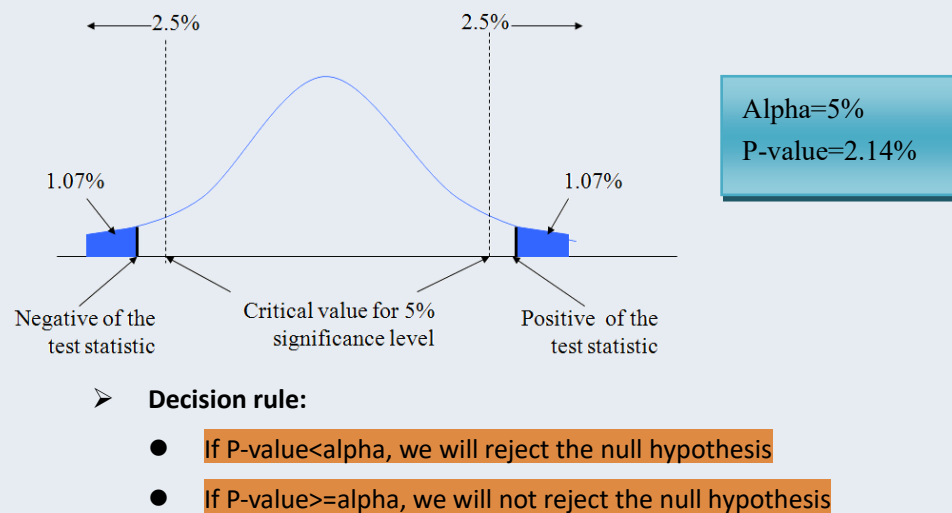 2.5%
2.5%
Alpha=5%
P-value=2.14%
1.07%
1.07%
Negative of the
test statistic
Critical value for 5%
significance level
Positive of the
test statistic
➢ Decision rule:
● If P-value<alpha, we will reject the null hypothesis
● If P-value>=alpha, we will not reject the null hypothesis